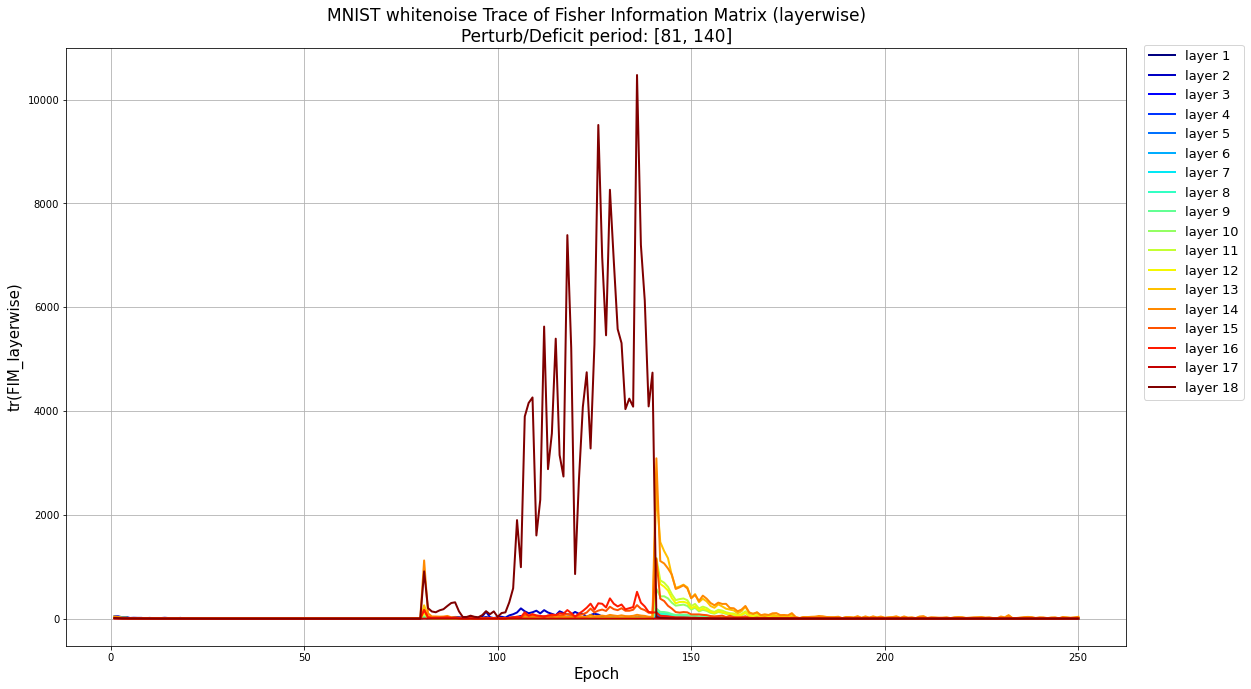 MNIST whitenoise Trace of Fisher Information Matrix (layerwise)
Perturb/Deficit period: [81, 140]
tr(FIM_layerwise)
10000
8000
6000
4000
2000
0
0
50
100
150
200
250
Epoch
layer 1
layer 2
layer 3
layer 4
layer 5
layer 6
layer 7
layer 8
layer 9
layer 10
layer 11
layer 12
layer 13
layer 14
layer 15
layer 16
layer 17
layer 18